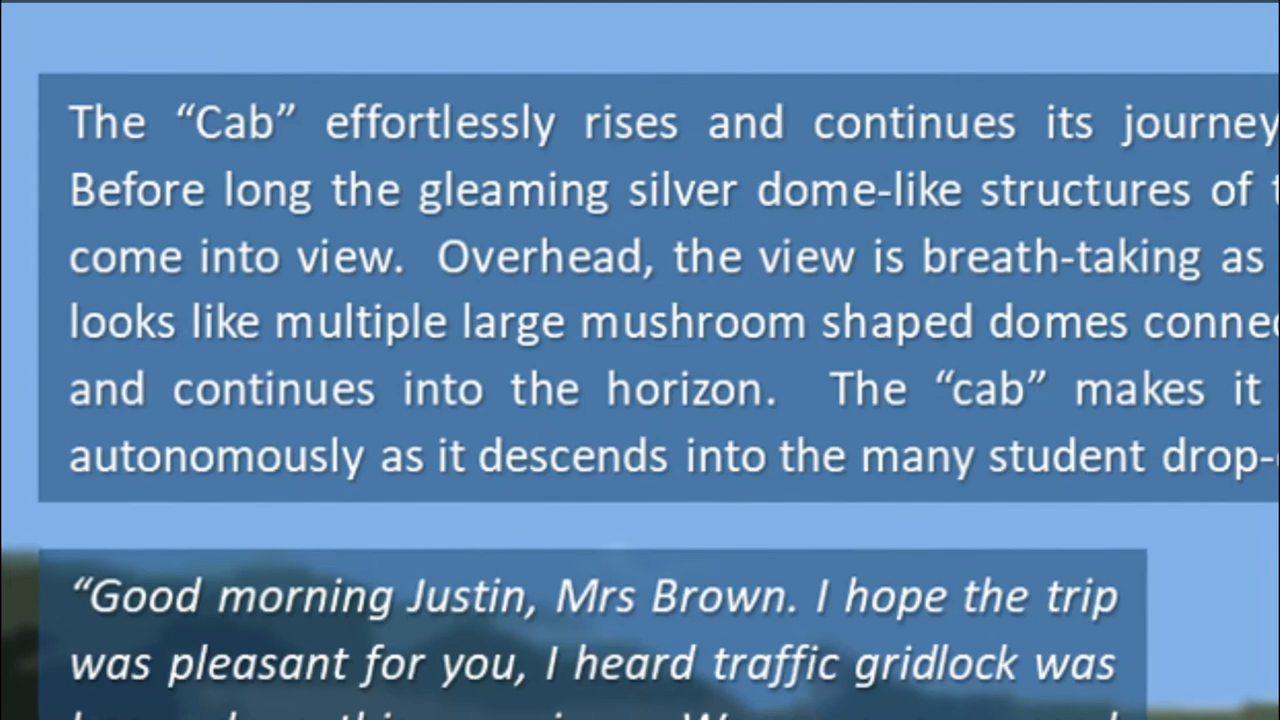 The “Cab” effortlessly rises and continues its journey
Before long the gleaming silver dome-like structures of
come into view. Overhead, the view is breath-taking as
looks like multiple large mushroom shaped domes
and continues into the horizon. The “cab” makes it
autonomously as it descends into the many student
“Good morning Justin, Mrs Brown. I hope the trip
was pleasant for you, I heard traffic gridlock was